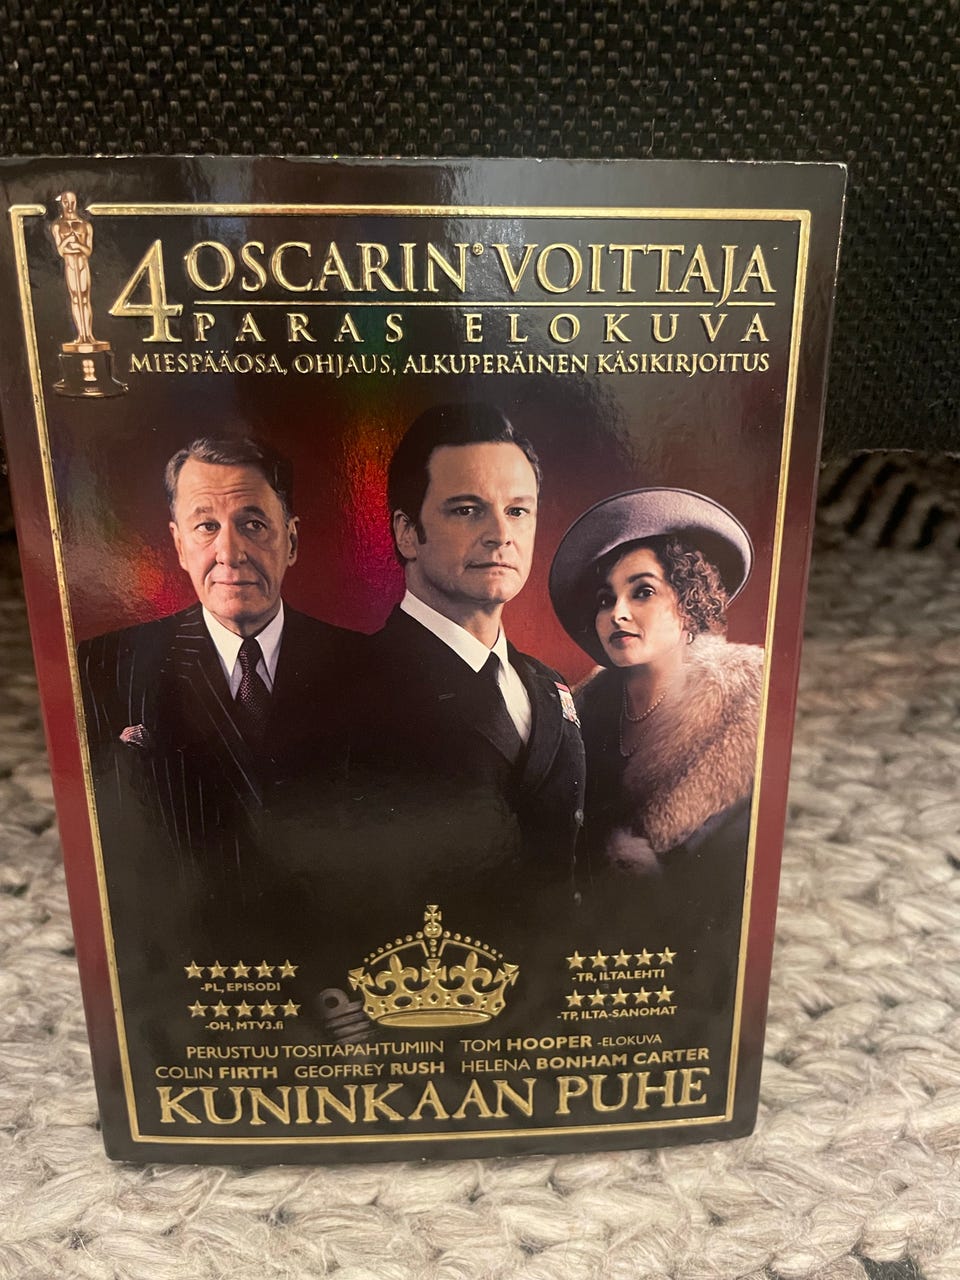 4 OSCARIN® VOITTAJA
PARAS ELOKUVA
MIESPÄÄOSA, OHJAUS, ALKUPERÄINEN KÄSIKIRJOITUS
-PL, EPISODI
-TR, ILTALEHTI
-OH, MTV3.fi
-TP, ILTA-SANOMAT
PERUSTUU TOSITAPAHTUMIIN TOM HOOPER -ELOKUVA
COLIN FIRTH GEOFFREY RUSH HELENA BONHAM CARTER
KUNINKAAN PUHE